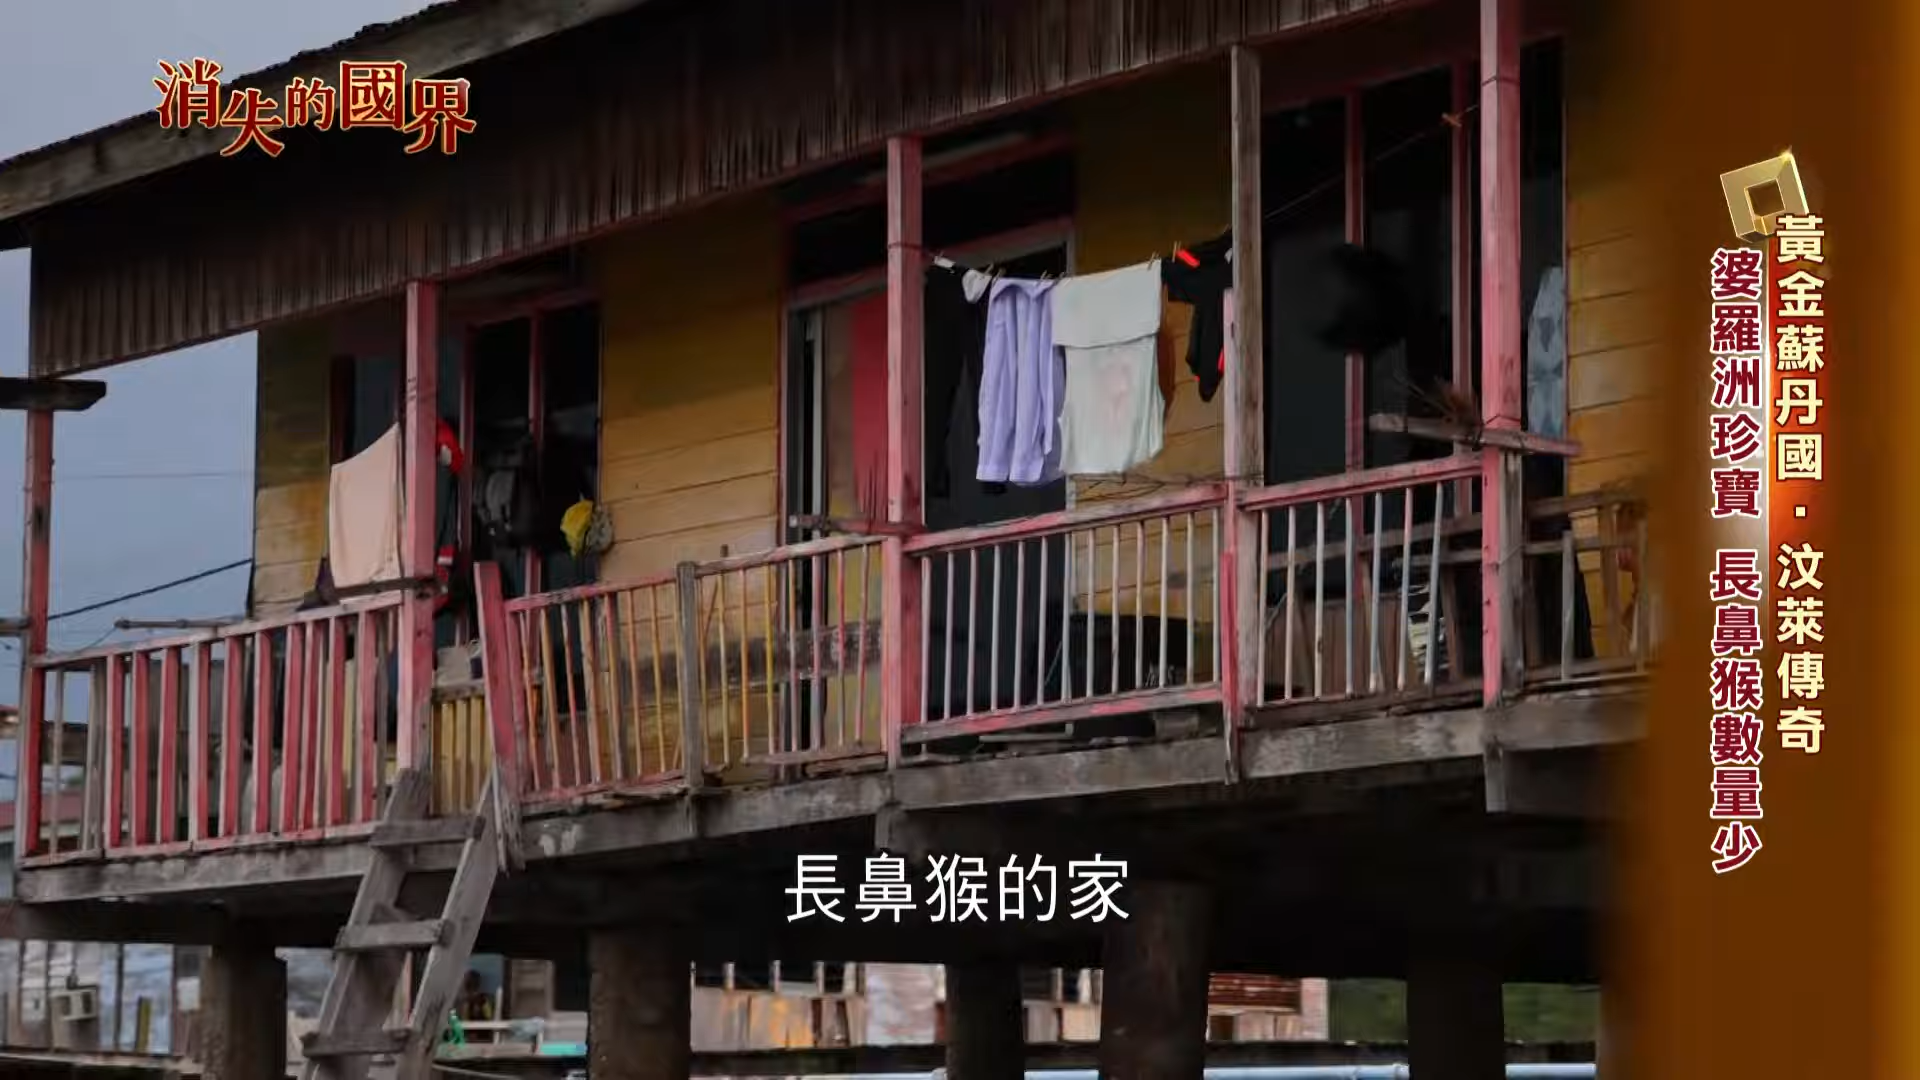 消失的國界
黃金蘇丹國．汶萊傳奇
婆羅洲珍寶 長鼻猴數量少
長鼻猴的家